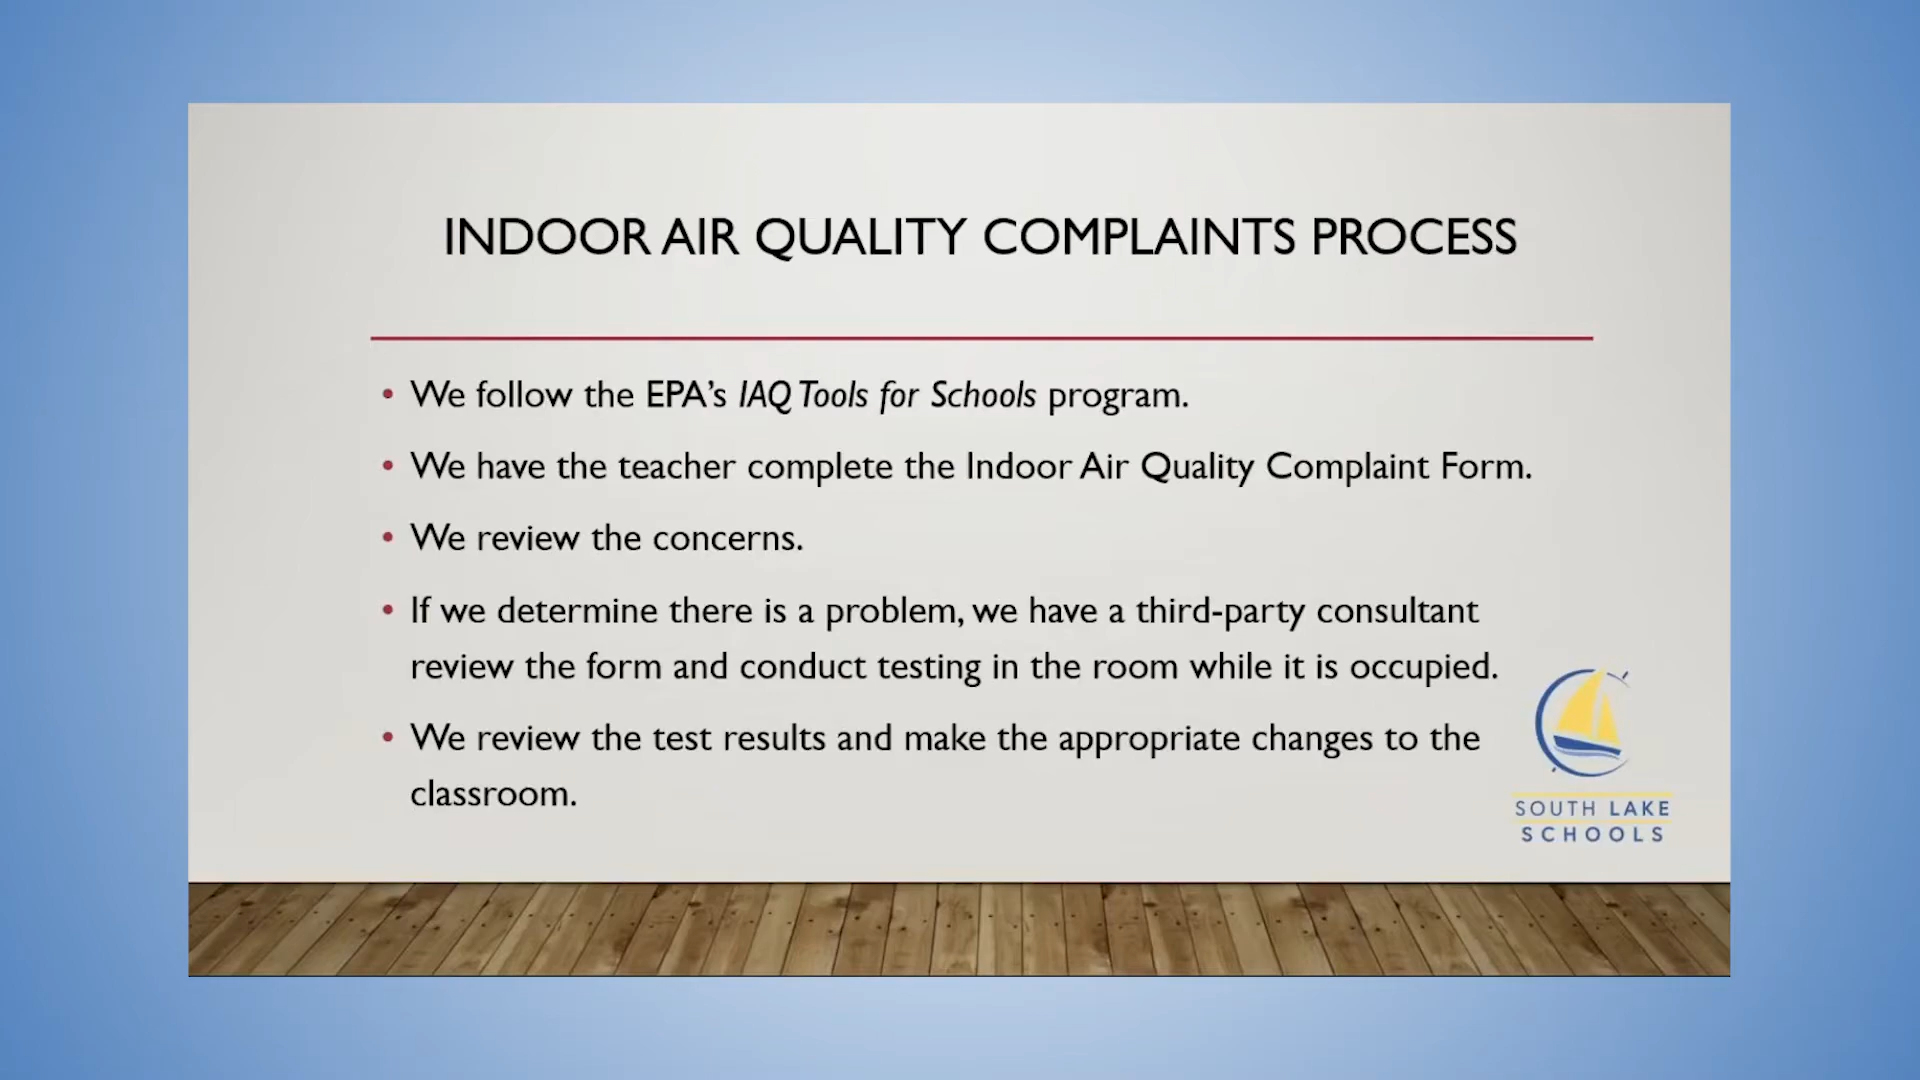 INDOOR AIR QUALITY COMPLAINTS PROCESS
• We follow the EPA's IAQ Tools for Schools program.
• We have the teacher complete the Indoor Air Quality Complaint Form.
• We review the concerns.
• If we determine there is a problem, we have a third-party consultant
review the form and conduct testing in the room while it is occupied.
• We review the test results and make the appropriate changes to the
classroom.
SOUTH LAKE
SCHOOLS